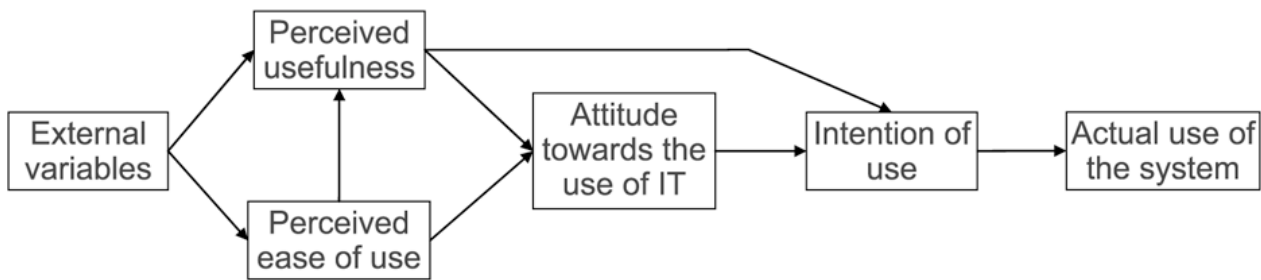 Perceived
usefulness
External
variables
Perceived
ease of use
Attitude
towards the
use of IT
Intention of
use
Actual use of
the system